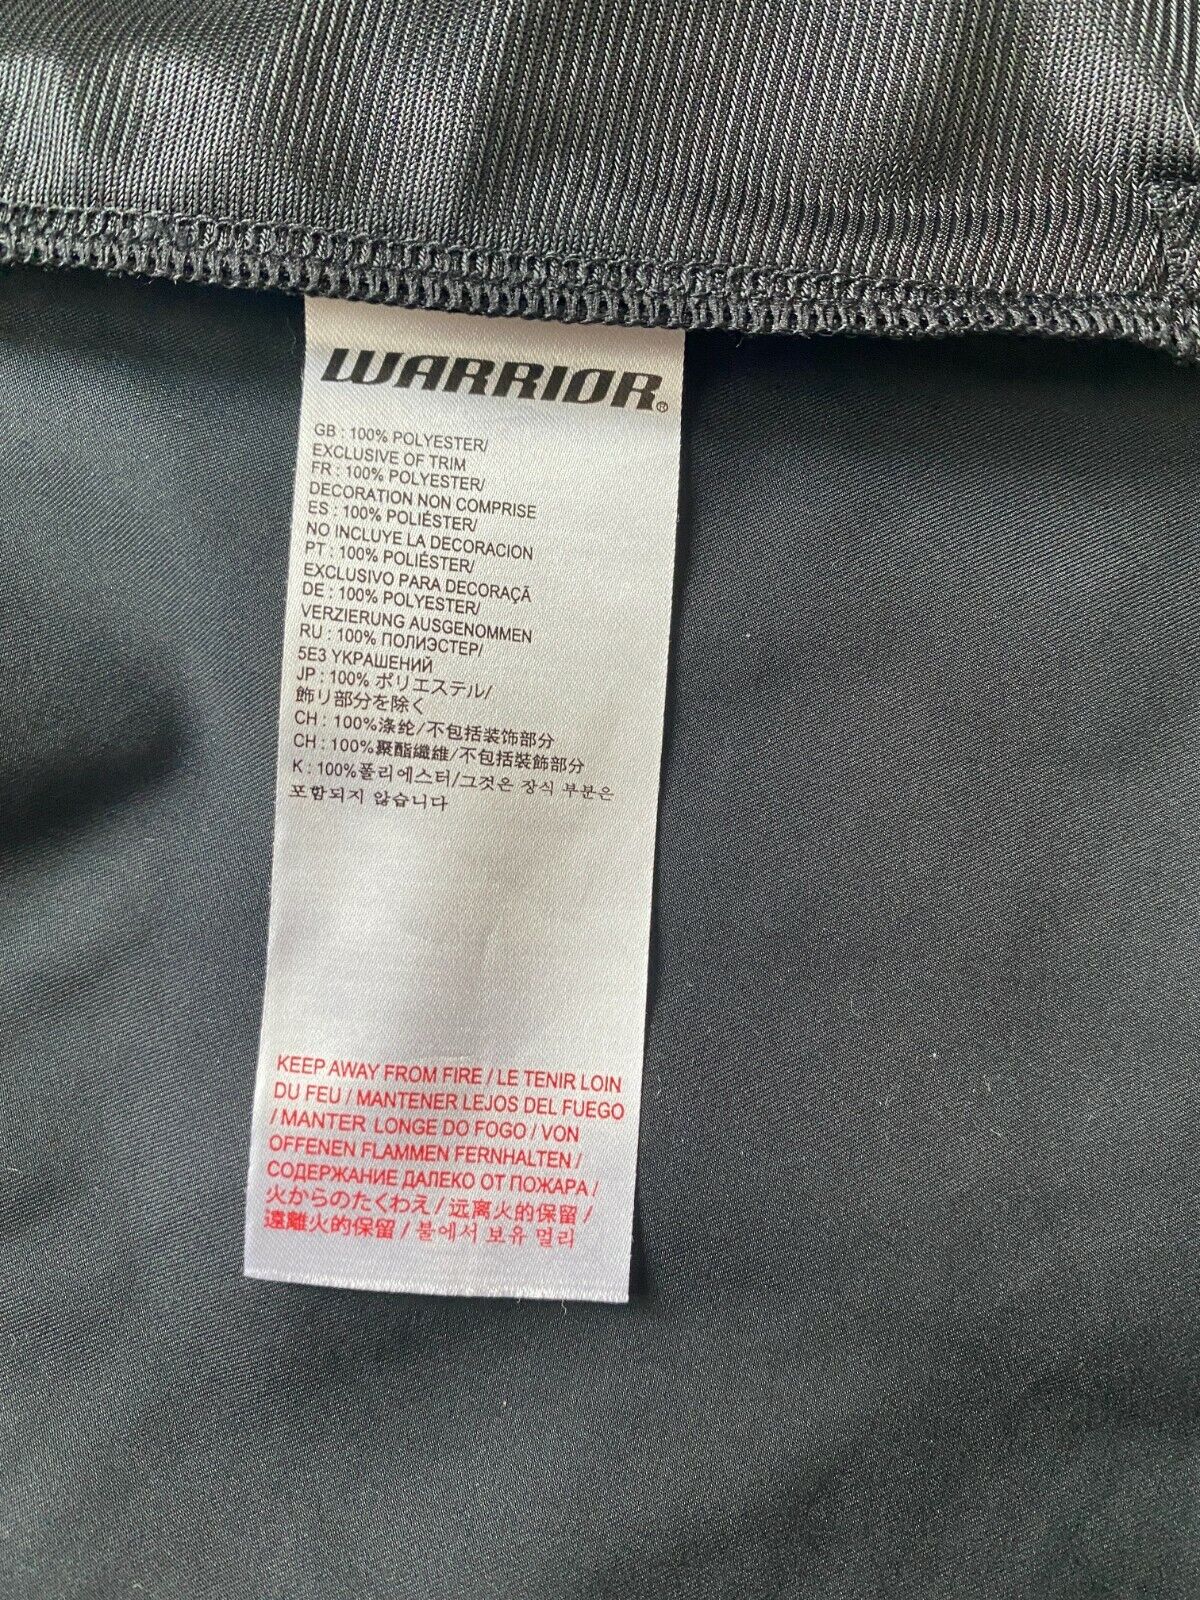 WARRIOR®
GB : 100% POLYESTER/
EXCLUSIVE OF TRIM
FR : 100% POLYESTER/
DECORATION NON COMPRISE
ES : 100% POLIÉSTER/
NO INCLUYE LA DECORACION
PT : 100% POLIÉSTER/
EXCLUSIVO PARA DECORAÇÃ
DE : 100% POLYESTER/
VERZIERUNG AUSGENOMMEN
RU : 100% ПОЛИЭСТЕР/
5E3 УКРАШЕНИЙ
JP : 100% ポリエステル/
飾り部分を除く
CH : 100%涤纶/不包括装饰部分
CH : 100%聚酯纖維/不包括裝飾部分
K : 100%폴리에스터/그것은 장식 부분은
포함되지 않습니다
KEEP AWAY FROM FIRE / LE TENIR LOIN
DU FEU / MANTENER LEJOS DEL FUEGO
/ MANTER LONGE DO FOGO / VON
OFFENEN FLAMMEN FERNHALTEN /
СОДЕРЖАНИЕ ДАЛЕКО ОТ ПОЖАРА /
火からのたくわえ / 远离火的保留 /
遠離火的保留 / 불에서 보유 멀리